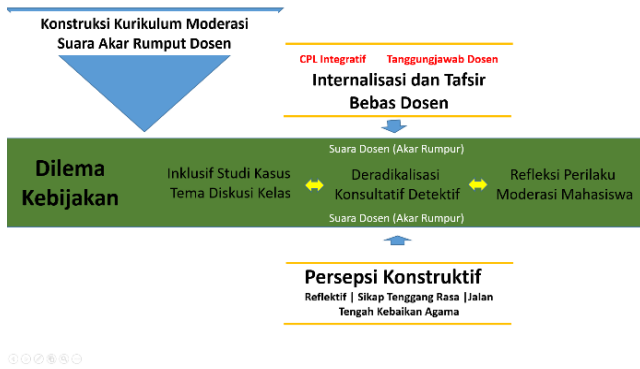 Konstruksi Kurikulum Moderasi
Suara Akar Rumput Dosen
CPL Integratif Tanggungjawab Dosen
Internalisasi dan Tafsir
Bebas Dosen
Suara Dosen (Akar Rumpur)
Dilema
Kebijakan
Inklusif Studi Kasus
Tema Diskusi Kelas
Deradikalisasi
Konsultatif Detektif
Refleksi Perilaku
Moderasi Mahasiswa
Suara Dosen (Akar Rumpur)
Persepsi Konstruktif
Reflektif | Sikap Tenggang Rasa |Jalan
Tengah Kebaikan Agama